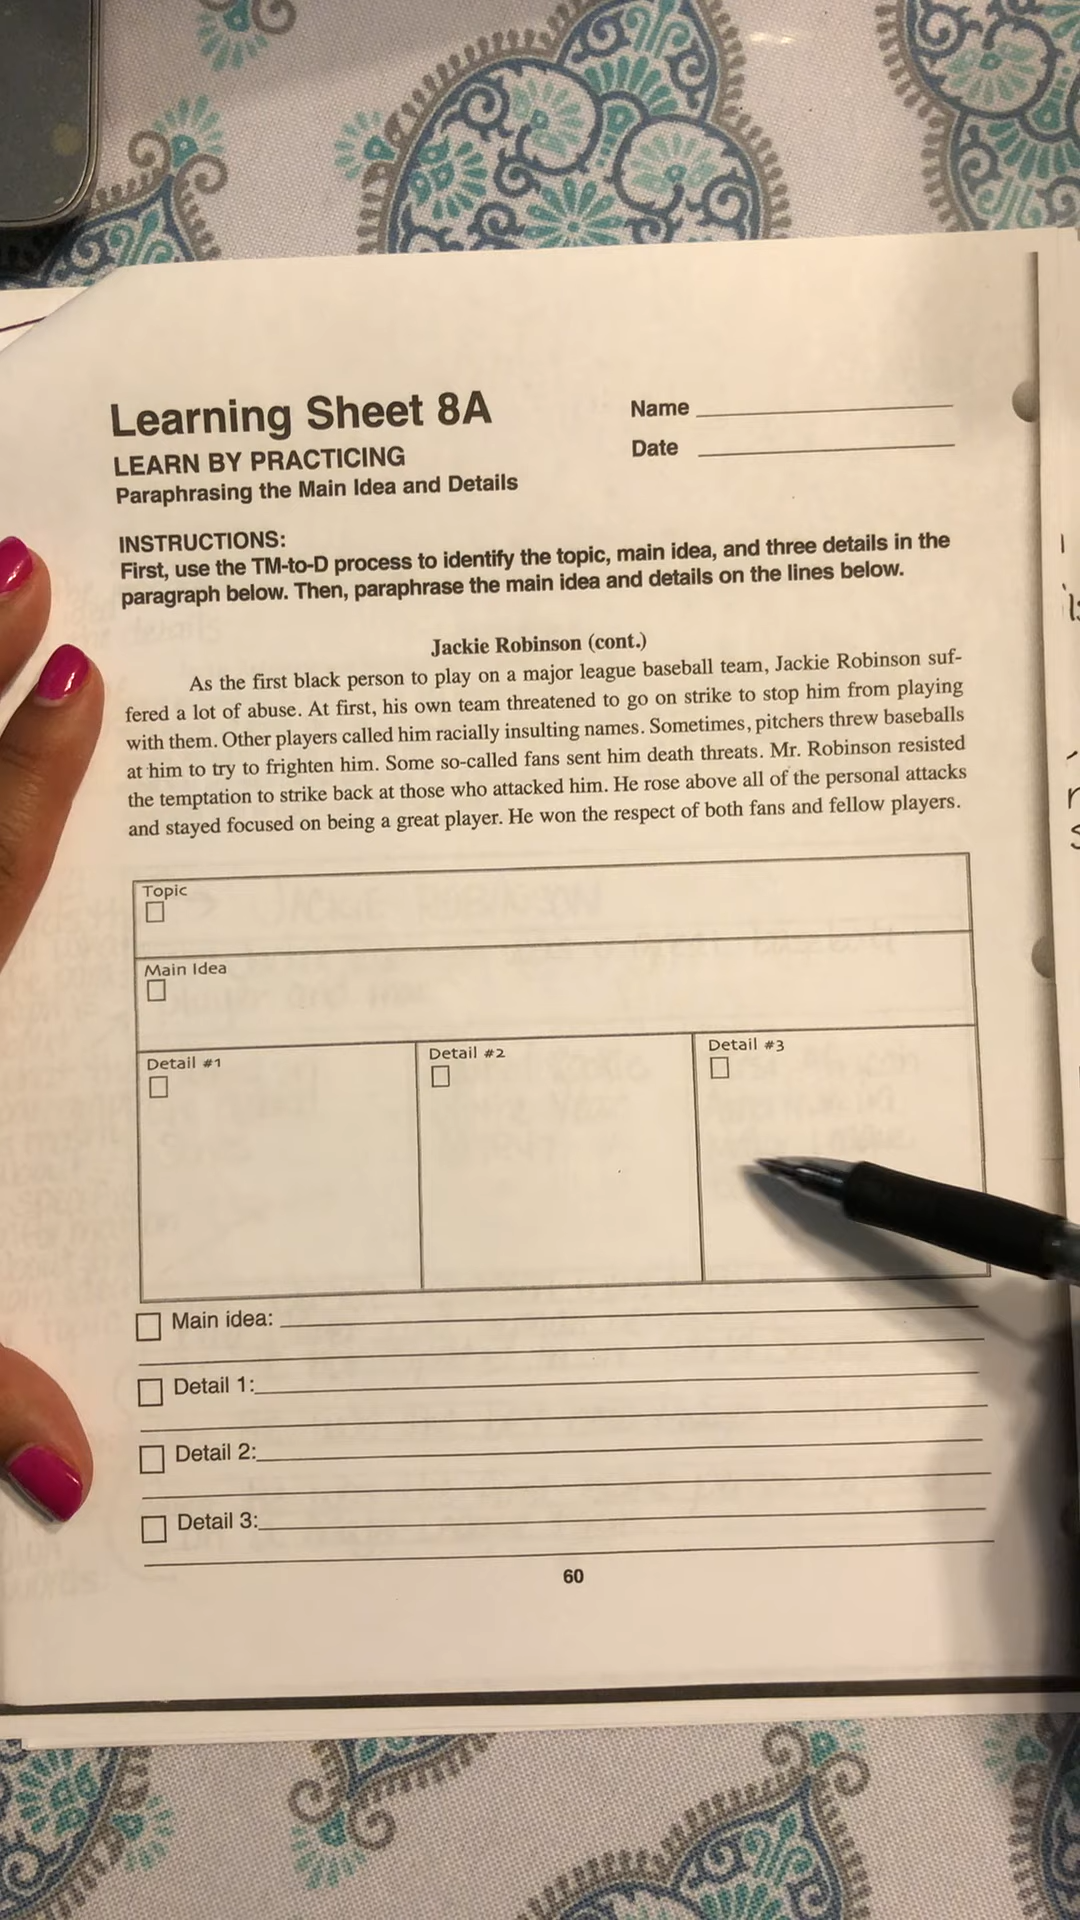 Learning Sheet 8A
Name
LEARN BY PRACTICING
Date
Paraphrasing the Main Idea and Details
INSTRUCTIONS:
First, use the TM-to-D process to identify the topic, main idea, and three details in the
paragraph below. Then, paraphrase the main idea and details on the lines below.
Jackie Robinson (cont.)
As the first black person to play on a major league baseball team, Jackie Robinson suf-
fered a lot of abuse. At first, his own team threatened to go on strike to stop him from playing
with them. Other players called him racially insulting names. Sometimes, pitchers threw baseballs
at him to try to frighten him. Some so-called fans sent him death threats. Mr. Robinson resisted
the temptation to strike back at those who attacked him. He rose above all of the personal attacks
and stayed focused on being a great player. He won the respect of both fans and fellow players.
Topic
Main Idea
Detail #1
Detail #2
Detail #3
Main idea:
Detail 1:
Detail 2:
Detail 3:
60